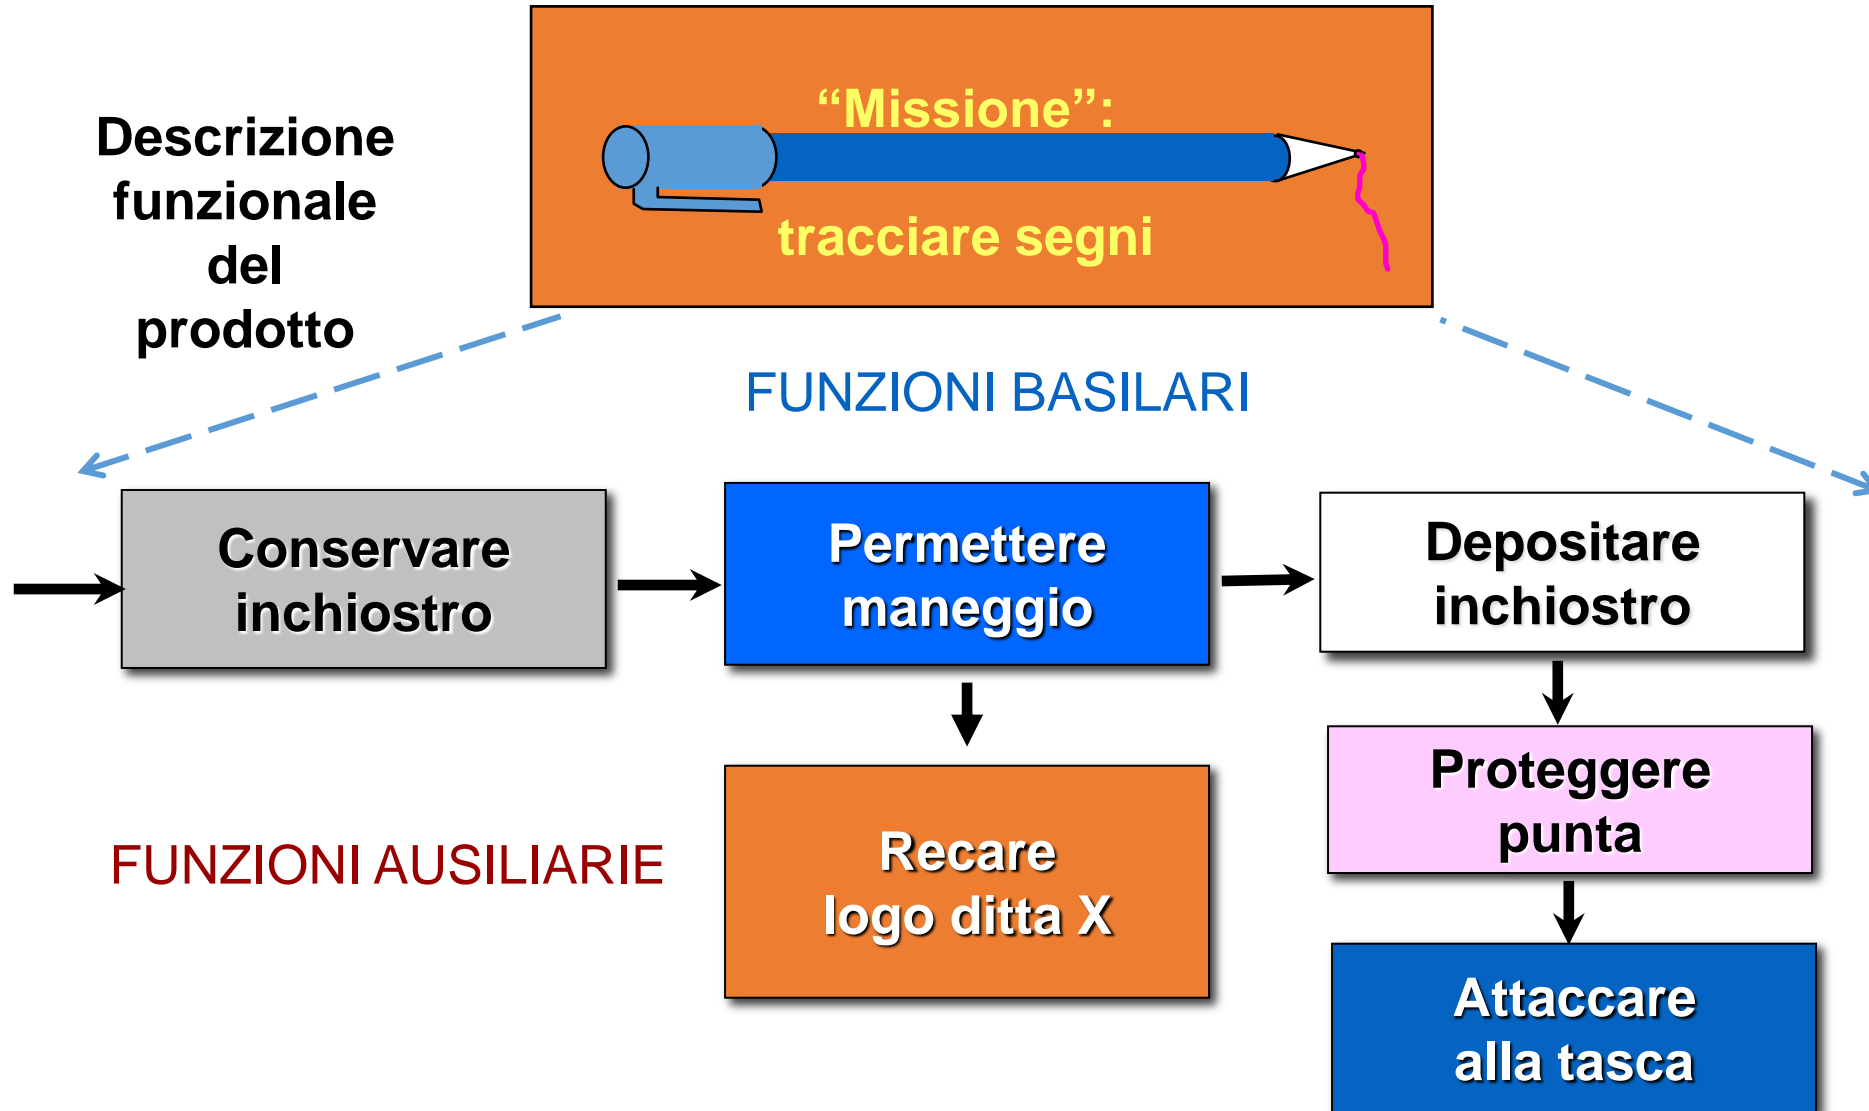 Descrizione
funzionale
del
prodotto
“Missione”:
tracciare segni
FUNZIONI BASILARI
Conservare
inchiostro
Permettere
maneggio
Depositare
inchiostro
FUNZIONI AUSILIARIE
Recare
logo ditta X
Proteggere
punta
Attaccare
alla tasca